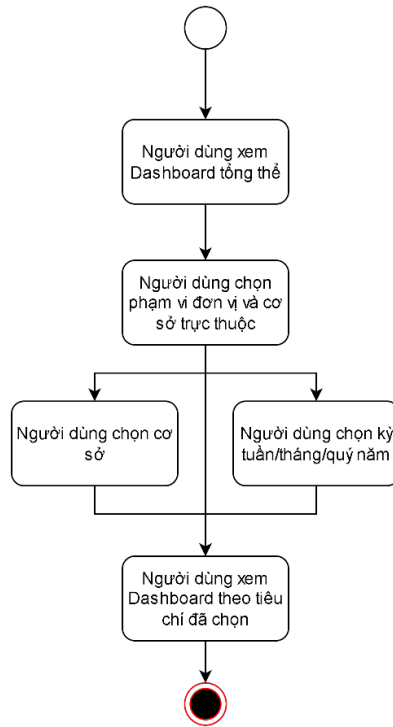 Người dùng xem
Dashboard tổng thể
Người dùng chọn
phạm vi đơn vị và cơ
sở trực thuộc
Người dùng chọn cơ
sở
Người dùng chọn kỳ
tuần/tháng/quý năm
Người dùng xem
Dashboard theo tiêu
chí đã chọn